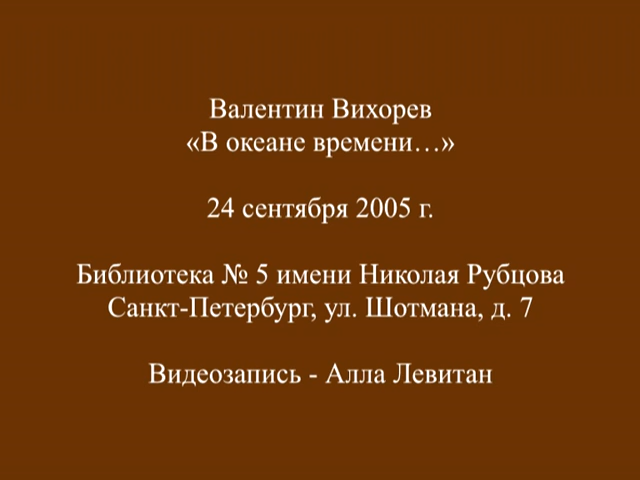 Валентин Вихорев
«В океане времени…»
24 сентября 2005 г.
Библиотека № 5 имени Николая Рубцова
Санкт-Петербург, ул. Шотмана, д. 7
Видеозапись - Алла Левитан